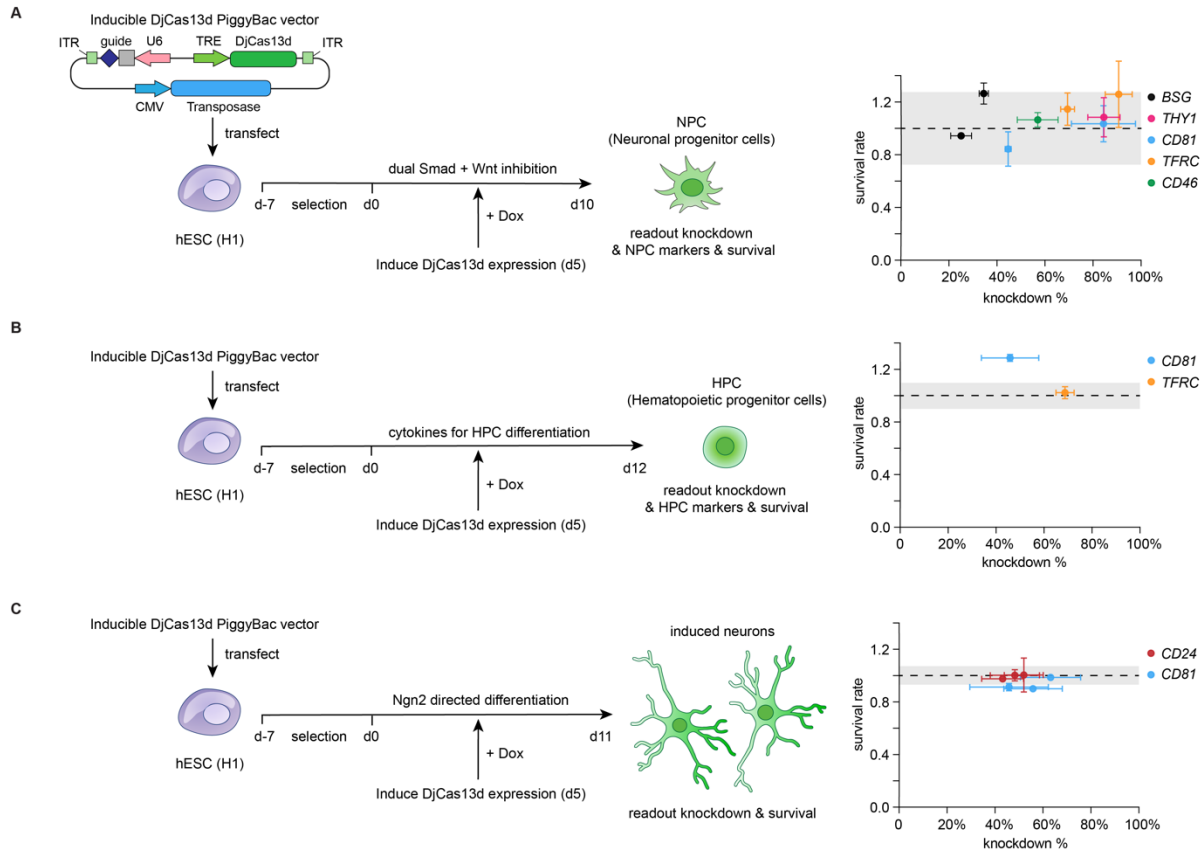 A
Inducible DjCas13d PiggyBac vector
ITR guide U6 TRE DjCas13d ITR
CMV Transposase
transfect
hESC (H1)
d-7 selection d0 d10
dual Smad + Wnt inhibition
+ Dox
Induce DjCas13d expression (d5)
NPC
(Neuronal progenitor cells)
readout knockdown
& NPC markers & survival
survival rate
1.2
0.8
0.4
0.0
0 20% 40% 60% 80% 100%
knockdown %
BSG
THY1
CD81
TFRC
CD46
B
Inducible DjCas13d PiggyBac vector
transfect
hESC (H1)
d-7 selection d0 d12
cytokines for HPC differentiation
+ Dox
Induce DjCas13d expression (d5)
HPC
(Hematopoietic progenitor cells)
readout knockdown
& HPC markers & survival
survival rate
1.2
0.8
0.4
0.0
0 20% 40% 60% 80% 100%
knockdown %
CD81
TFRC
C
Inducible DjCas13d PiggyBac vector
transfect
hESC (H1)
d-7 selection d0 d11
Ngn2 directed differentiation
+ Dox
Induce DjCas13d expression (d5)
induced neurons
readout knockdown & survival
survival rate
1.2
0.8
0.4
0.0
0 20% 40% 60% 80% 100%
knockdown %
CD24
CD81